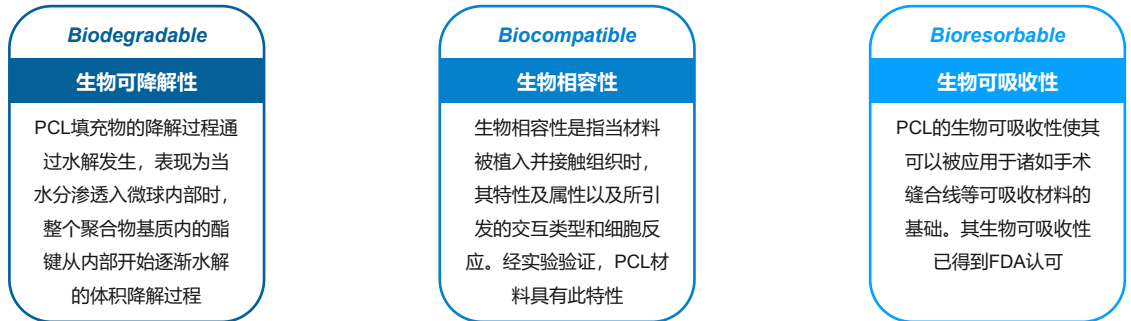 Biodegradable
生物可降解性
PCL填充物的降解过程通
过水解发生，表现为当
水分渗透入微球内部时，
整个聚合物基质内的酯
键从内部开始逐渐水解
的体积降解过程
Biocompatible
生物相容性
生物相容性是指当材料
被植入并接触组织时，
其特性及属性以及所引
发的交互类型和细胞反
应。经实验验证，PCL材
料具有此特性
Bioresorbable
生物可吸收性
PCL的生物可吸收性使其
可以被应用于诸如手术
缝合线等可吸收材料的
基础。其生物可吸收性
已得到FDA认可